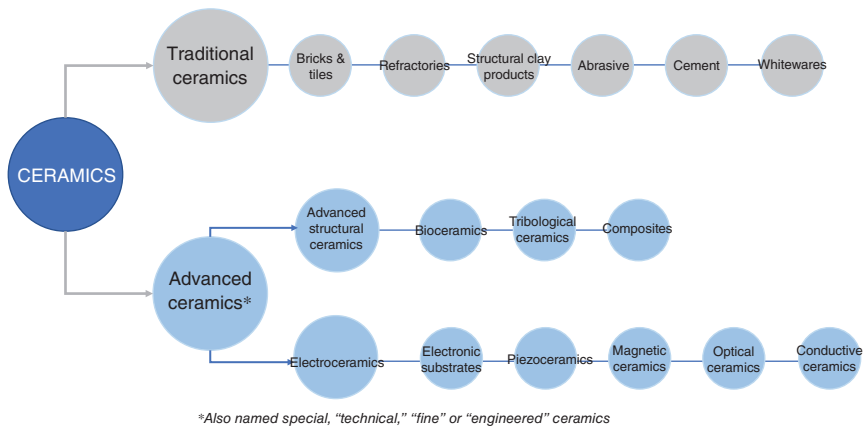 CERAMICS
Traditional
ceramics
Bricks &
tiles
Refractories
Structural clay
products
Abrasive
Cement
Whitewares
Advanced
ceramics*
Advanced
structural
ceramics
Bioceramics
Tribological
ceramics
Composites
Electroceramics
Electronic
substrates
Piezoceramics
Magnetic
ceramics
Optical
ceramics
Conductive
ceramics
*Also named special, “technical,” “fine” or “engineered” ceramics